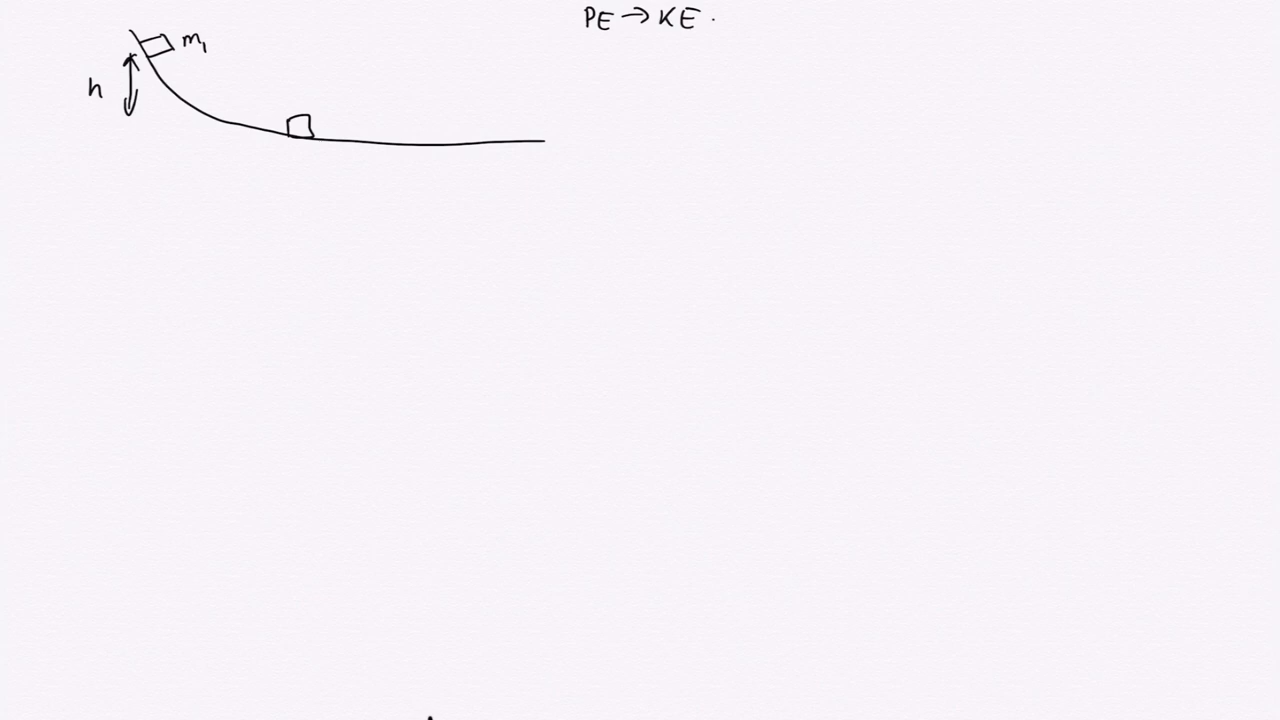 PE → KE.
m₁
h